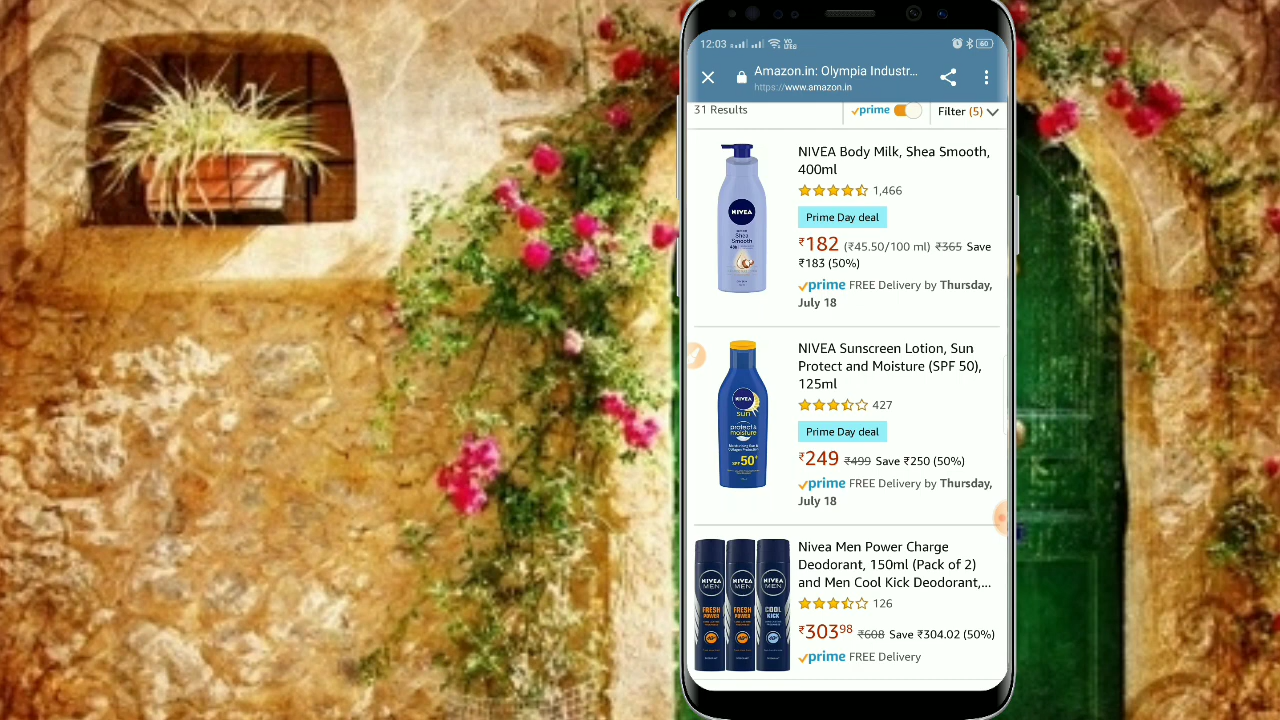 12:03
VO
LTE
60
Amazon.in: Olympia Industr...
https://www.amazon.in
31 Results
prime
Filter (5)
NIVEA Body Milk, Shea Smooth,
400ml
1,466
Prime Day deal
₹182 (₹45.50/100 ml) ₹365 Save
₹183 (50%)
prime FREE Delivery by Thursday,
July 18
NIVEA
Shea
Smooth
NIVEA Sunscreen Lotion, Sun
Protect and Moisture (SPF 50),
125ml
427
Prime Day deal
₹249 ₹499 Save ₹250 (50%)
prime FREE Delivery by Thursday,
July 18
NIVEA
sun
protect &
moisture
SPF 50+
Nivea Men Power Charge
Deodorant, 150ml (Pack of 2)
and Men Cool Kick Deodorant,...
126
₹303⁹⁸ ₹608 Save ₹304.02 (50%)
prime FREE Delivery
NIVEA
MEN
FRESH
POWER
NIVEA
MEN
FRESH
POWER
NIVEA
MEN
COOL
KICK